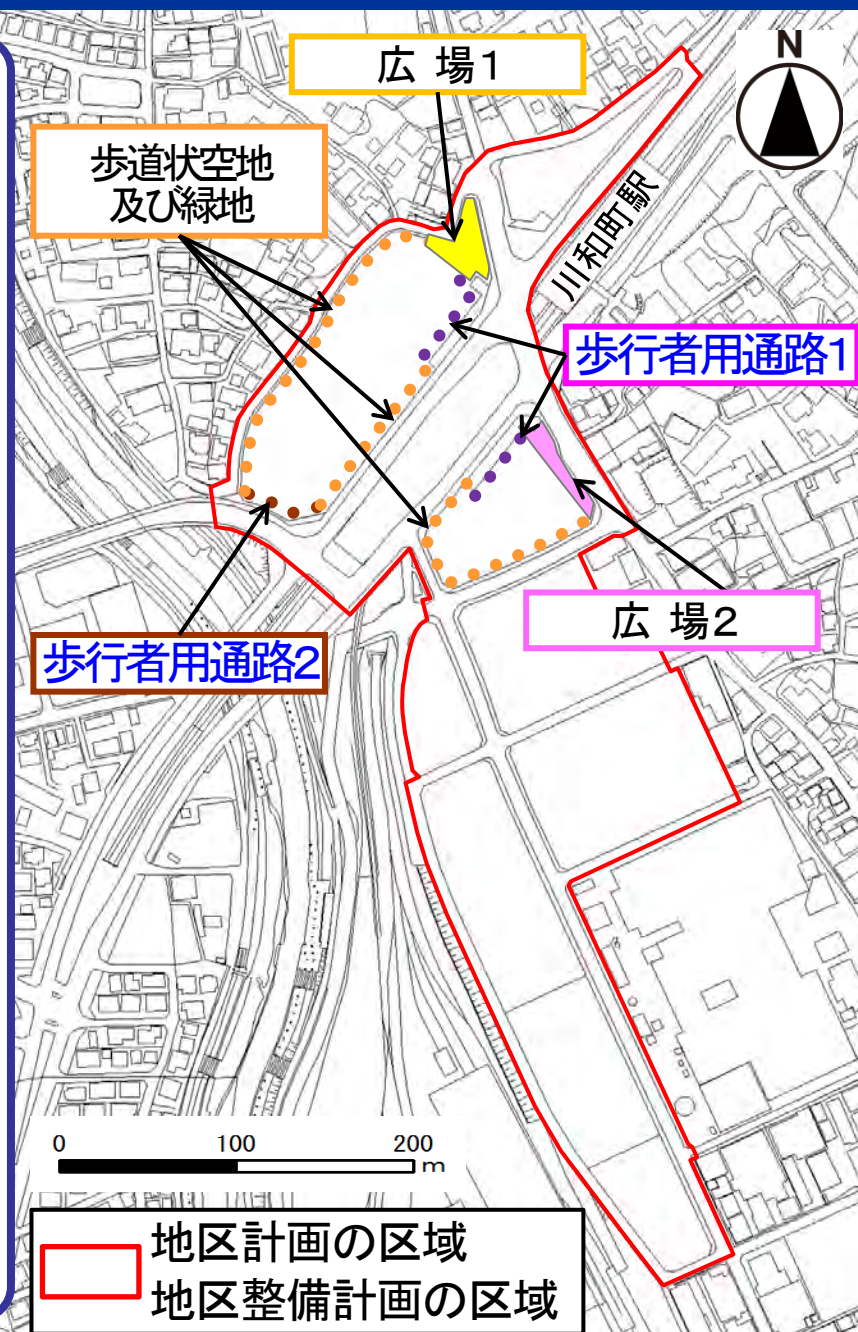 広 場1
N
歩道状空地
及び緑地
川和町駅
歩行者用通路1
広 場2
歩行者用通路2
0 100 200
m
地区計画の区域
地区整備計画の区域